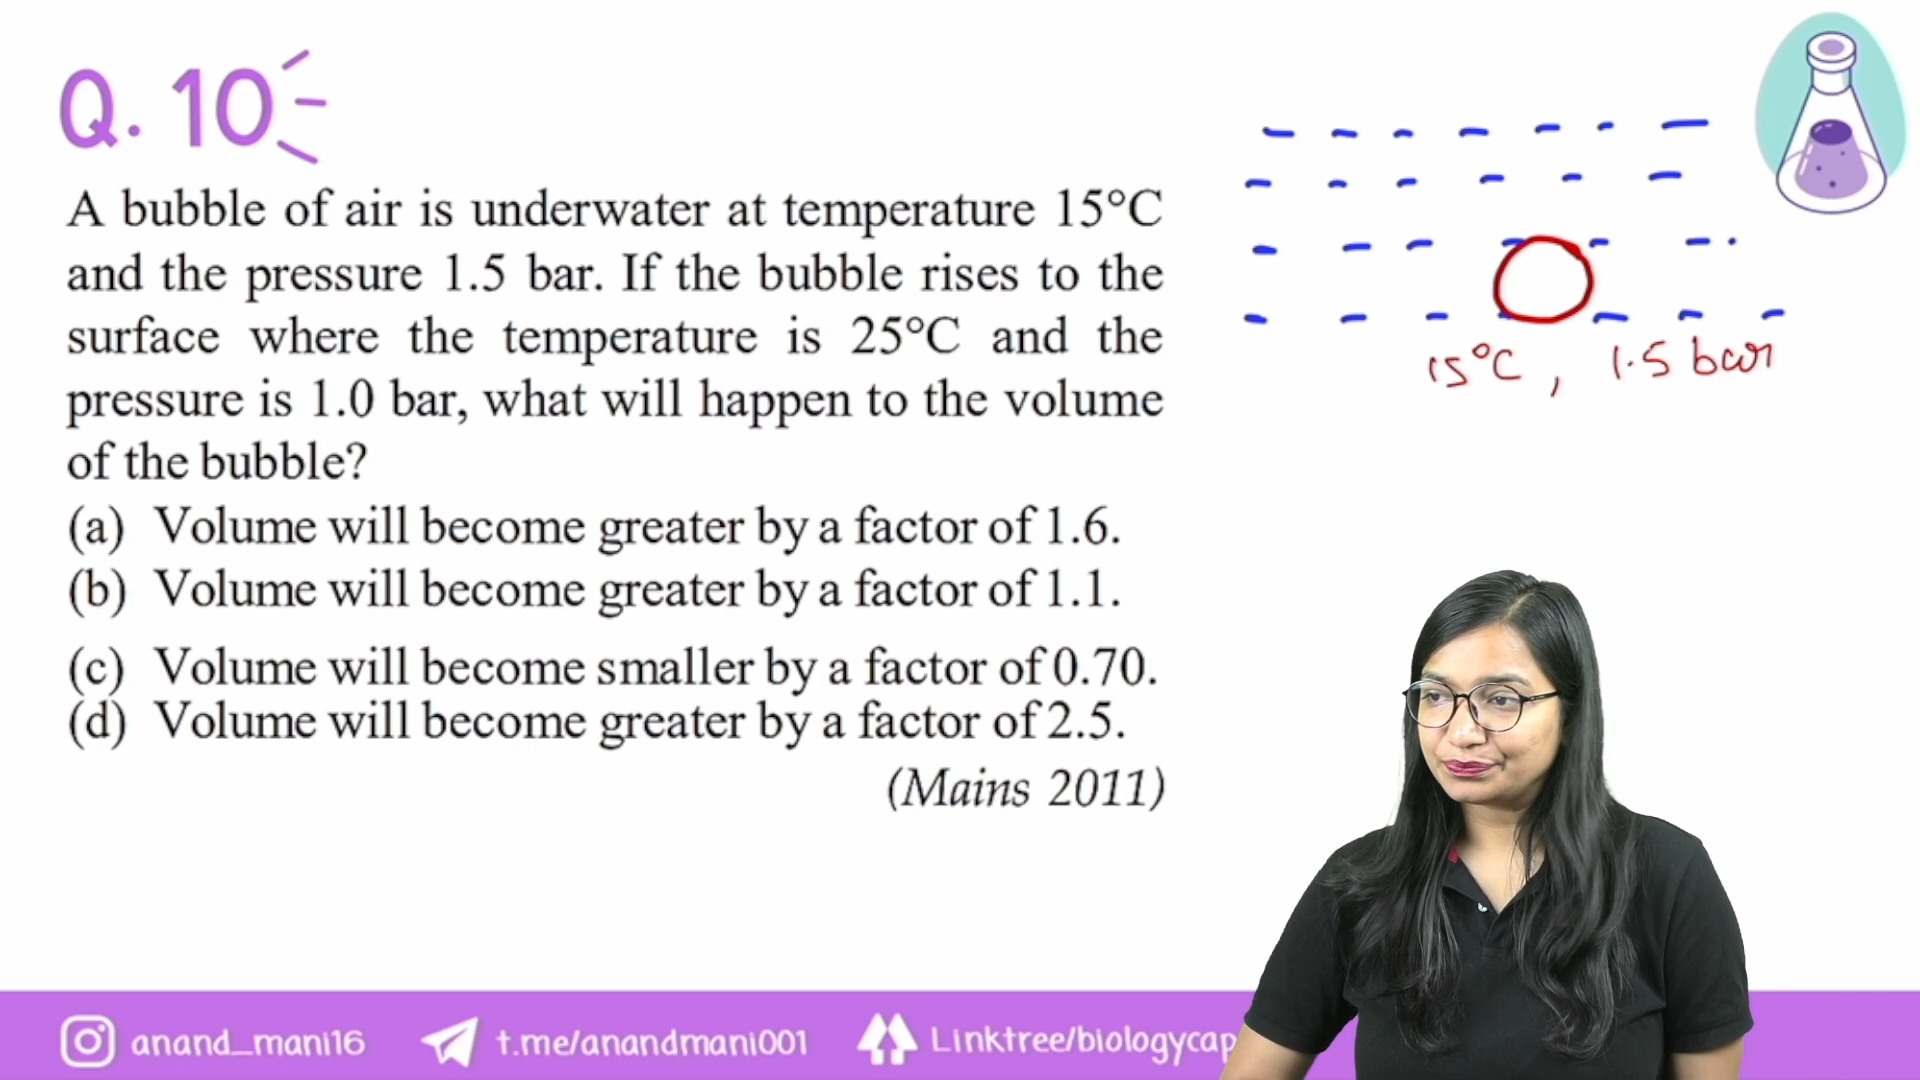 Q. 10
A bubble of air is underwater at temperature 15°C
and the pressure 1.5 bar. If the bubble rises to the
surface where the temperature is 25°C and the
pressure is 1.0 bar, what will happen to the volume
of the bubble?
(a) Volume will become greater by a factor of 1.6.
(b) Volume will become greater by a factor of 1.1.
(c) Volume will become smaller by a factor of 0.70.
(d) Volume will become greater by a factor of 2.5.
(Mains 2011)
15°C, 1.5 bar
anand_mani16 t.me/anandmani001 Linktree/biologycap